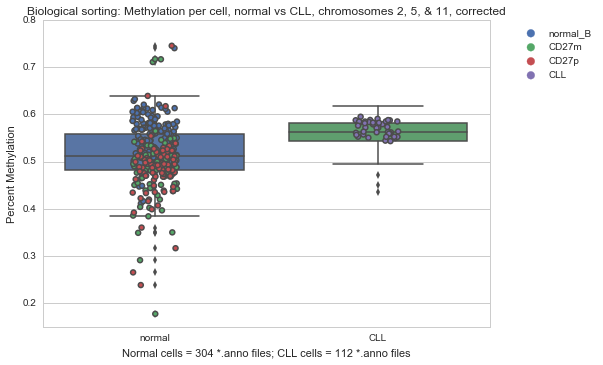 Biological sorting: Methylation per cell, normal vs CLL, chromosomes 2, 5, & 11, corrected
0.8
0.7
0.6
0.5
0.4
0.3
0.2
Percent Methylation
normal
CLL
Normal cells = 304 *.anno files; CLL cells = 112 *.anno files
normal_B
CD27m
CD27p
CLL